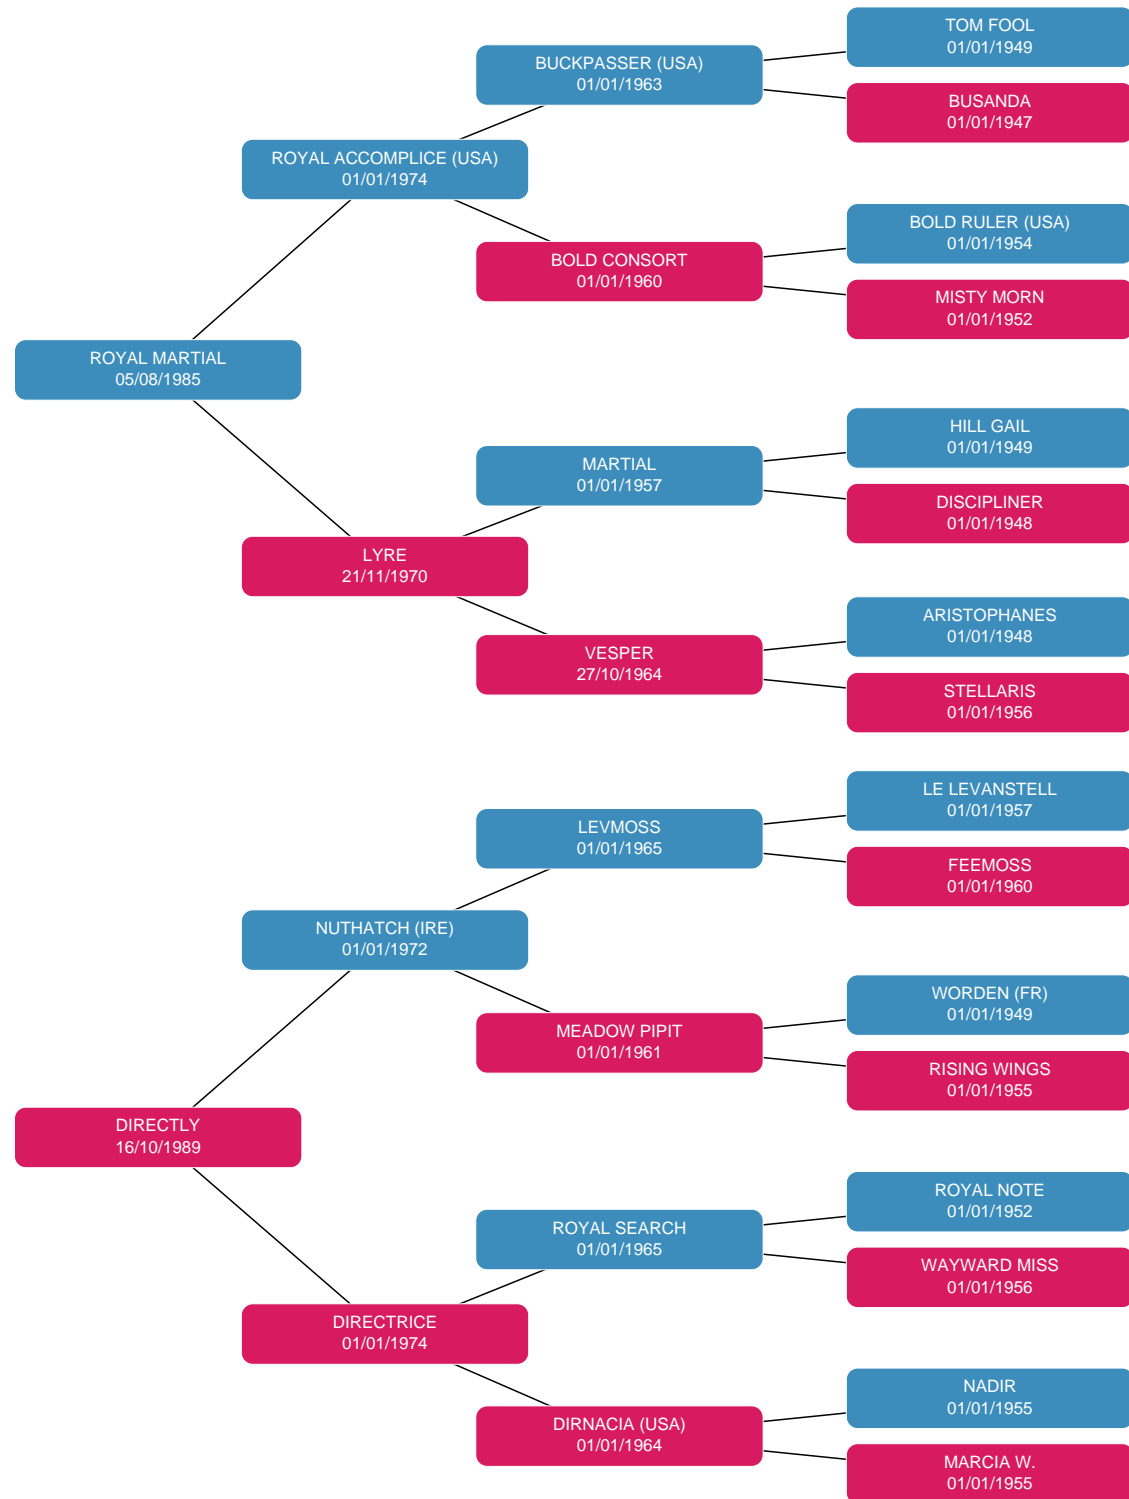 TOM FOOL
01/01/1949
BUCKPASSER (USA)
01/01/1963
BUSANDA
01/01/1947
ROYAL ACCOMPLICE (USA)
01/01/1974
BOLD RULER (USA)
01/01/1954
BOLD CONSORT
01/01/1960
MISTY MORN
01/01/1952
ROYAL MARTIAL
05/08/1985
HILL GAIL
01/01/1949
MARTIAL
01/01/1957
DISCIPLINER
01/01/1948
LYRE
21/11/1970
ARISTOPHANES
01/01/1948
VESPER
27/10/1964
STELLARIS
01/01/1956
LE LEVANSTELL
01/01/1957
LEVMOSS
01/01/1965
FEEMOSS
01/01/1960
NUTHATCH (IRE)
01/01/1972
WORDEN (FR)
01/01/1949
MEADOW PIPIT
01/01/1961
RISING WINGS
01/01/1955
DIRECTLY
16/10/1989
ROYAL NOTE
01/01/1952
ROYAL SEARCH
01/01/1965
WAYWARD MISS
01/01/1956
DIRECTRICE
01/01/1974
NADIR
01/01/1955
DIRNACIA (USA)
01/01/1964
MARCIA W.
01/01/1955